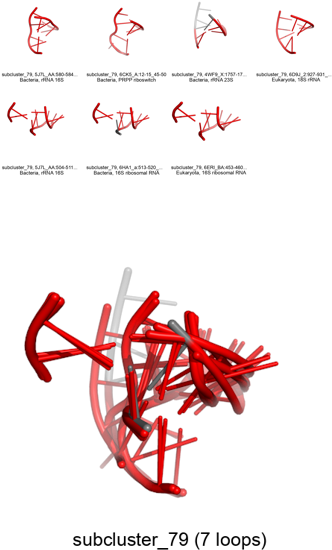 subcluster_79, 5J7L_AA:580-584...
Bacteria, rRNA 16S
subcluster_79, 6CK5_A:12-15_45-50
Bacteria, PRPP riboswitch
subcluster_79, 4WF9_X:1757-17...
Bacteria, rRNA 23S
subcluster_79, 6D9J_2:927-931_...
Eukaryota, 18S rRNA
subcluster_79, 5J7L_AA:504-511...
Bacteria, rRNA 16S
subcluster_79, 6HA1_a:513-520_...
Bacteria, 16S ribosomal RNA
subcluster_79, 6ERI_BA:453-460...
Eukaryota, 16S ribosomal RNA
subcluster_79 (7 loops)